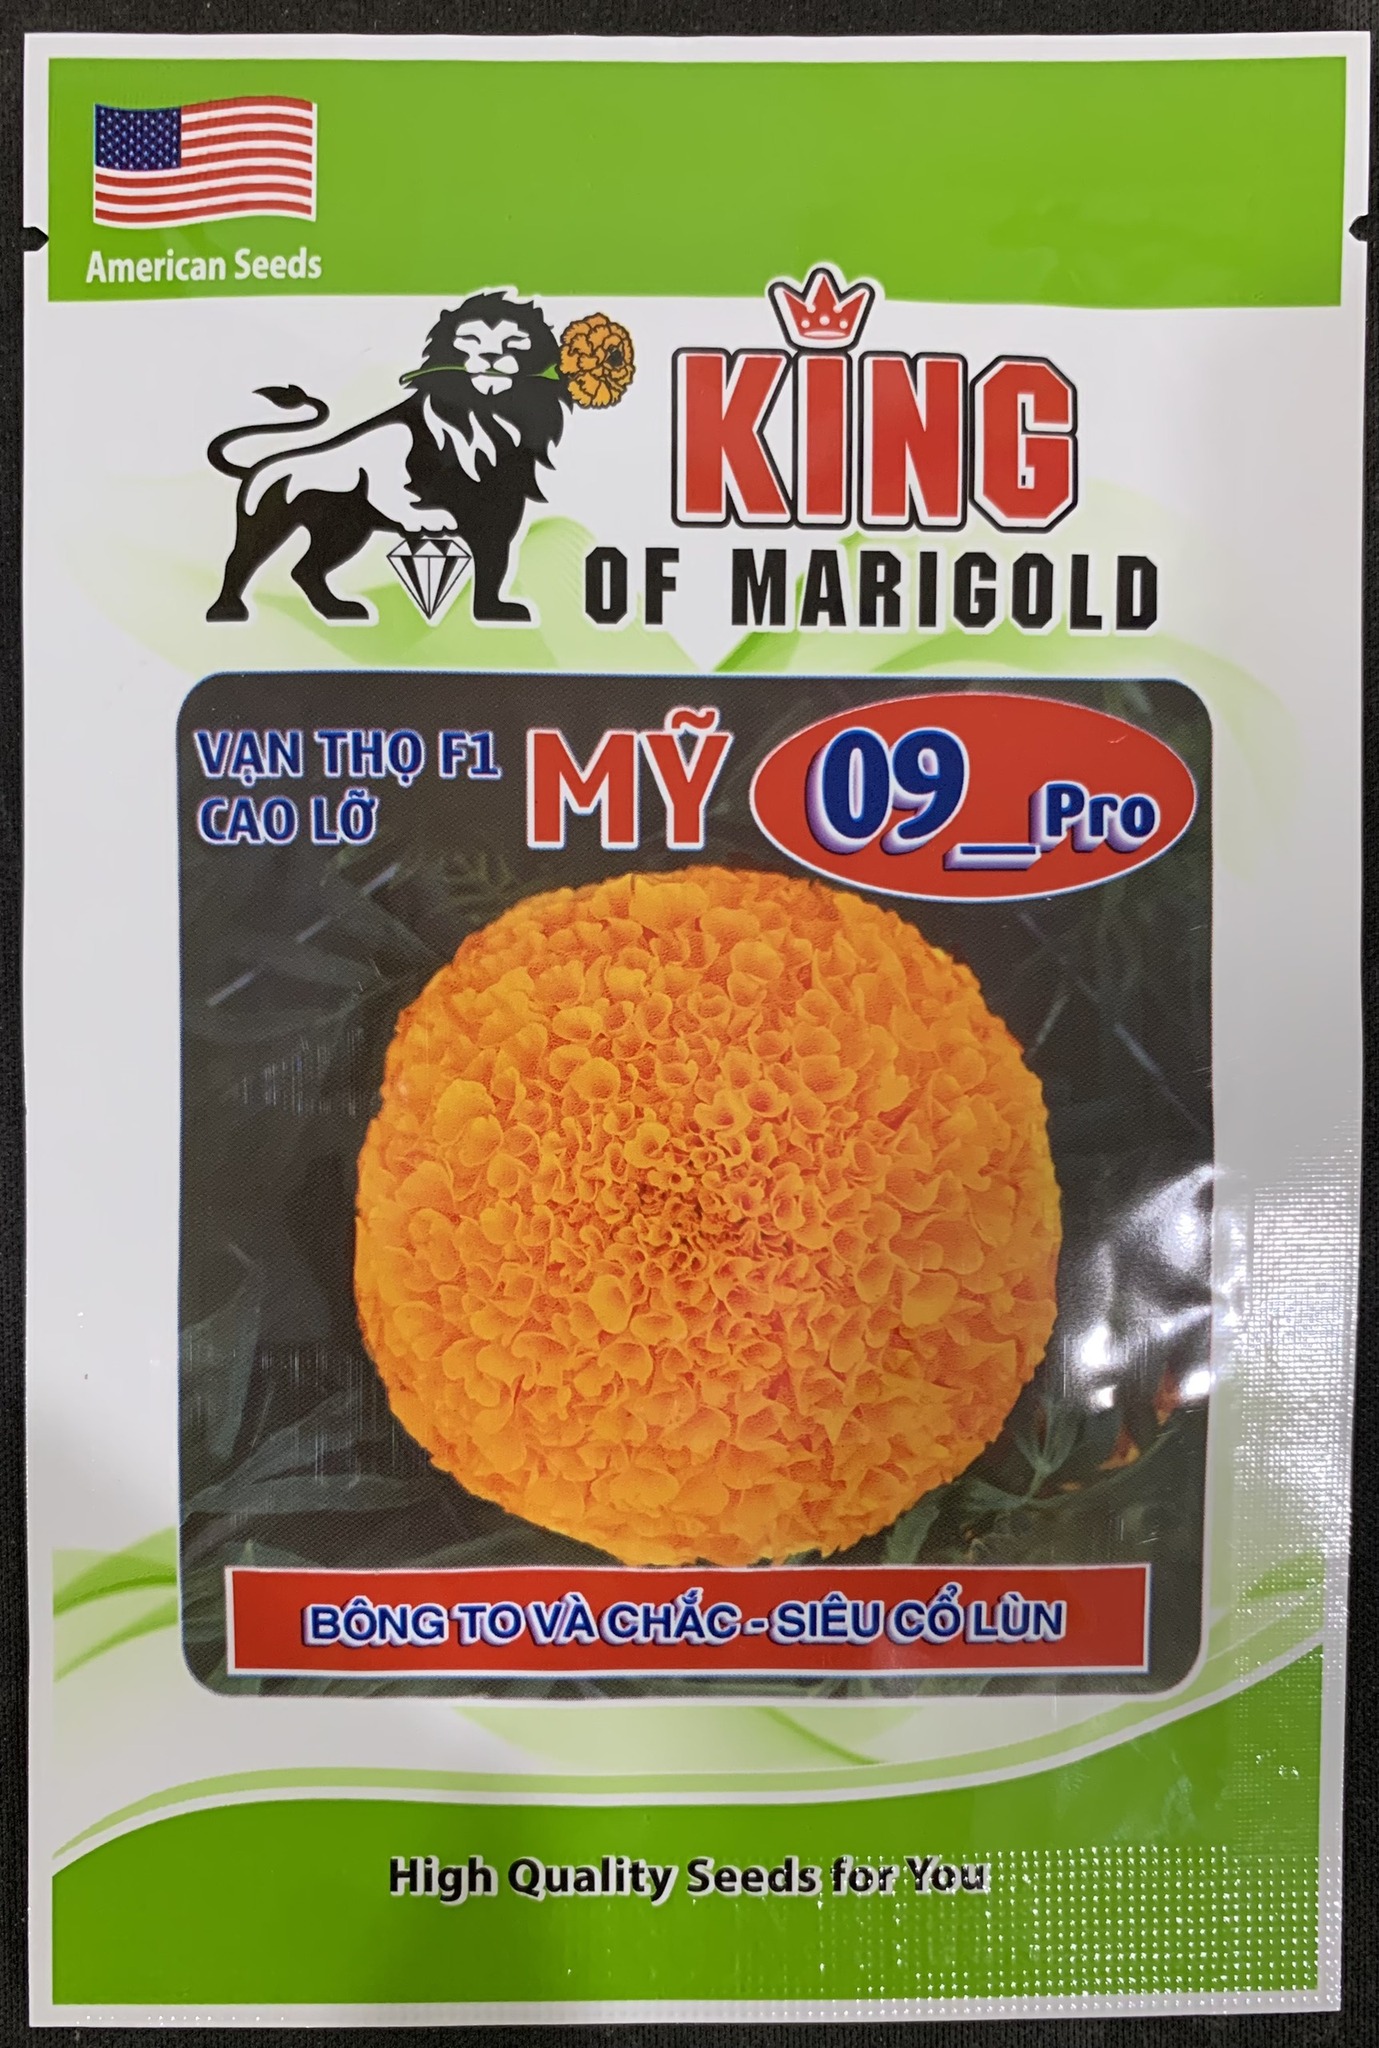 American Seeds
KING
OF MARIGOLD
VẠN THỌ F1
CAO LỠ
MỸ
09_Pro
BÔNG TO VÀ CHẮC - SIÊU CỔ LÙN
High Quality Seeds for You